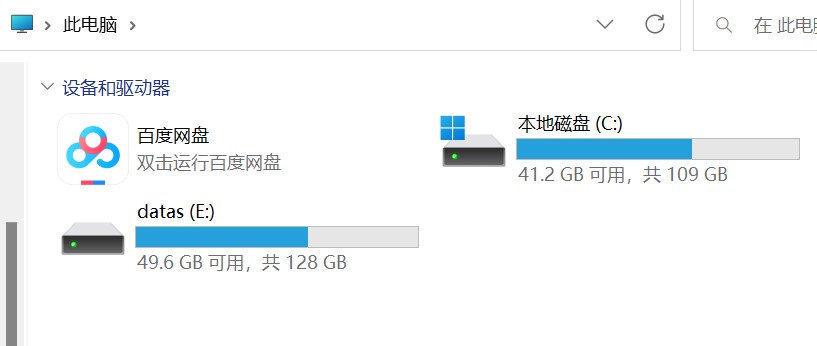 此电脑
在 此电脑
设备和驱动器
百度网盘
双击运行百度网盘
本地磁盘 (C:)
41.2 GB 可用，共 109 GB
datas (E:)
49.6 GB 可用，共 128 GB